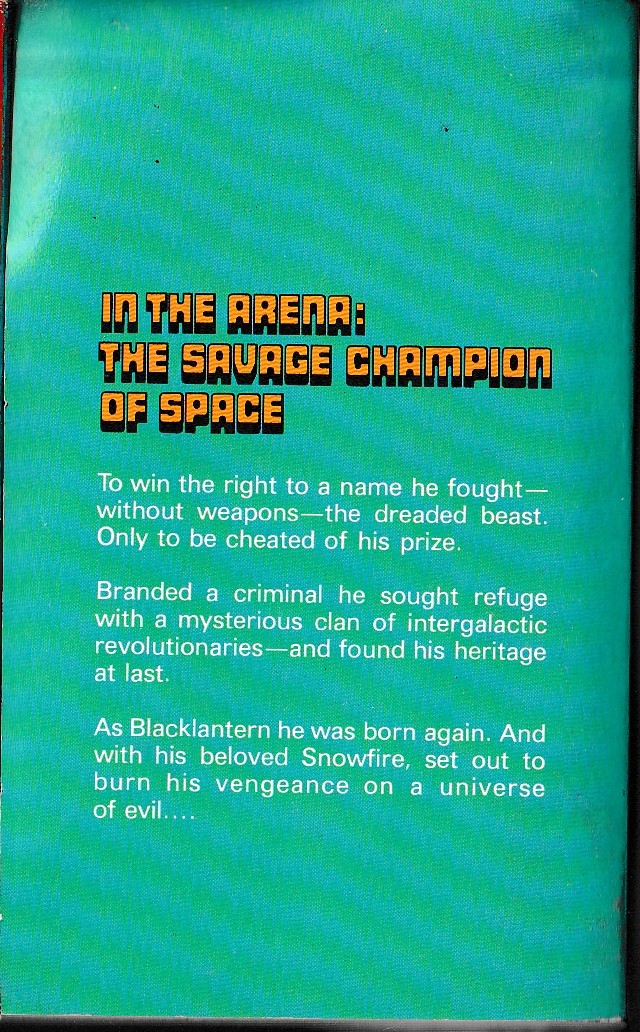 IN THE ARENA:
THE SAVAGE CHAMPION
OF SPACE
To win the right to a name he fought—
without weapons—the dreaded beast.
Only to be cheated of his prize.
Branded a criminal he sought refuge
with a mysterious clan of intergalactic
revolutionaries—and found his heritage
at last.
As Blacklantern he was born again. And
with his beloved Snowfire, set out to
burn his vengeance on a universe
of evil....